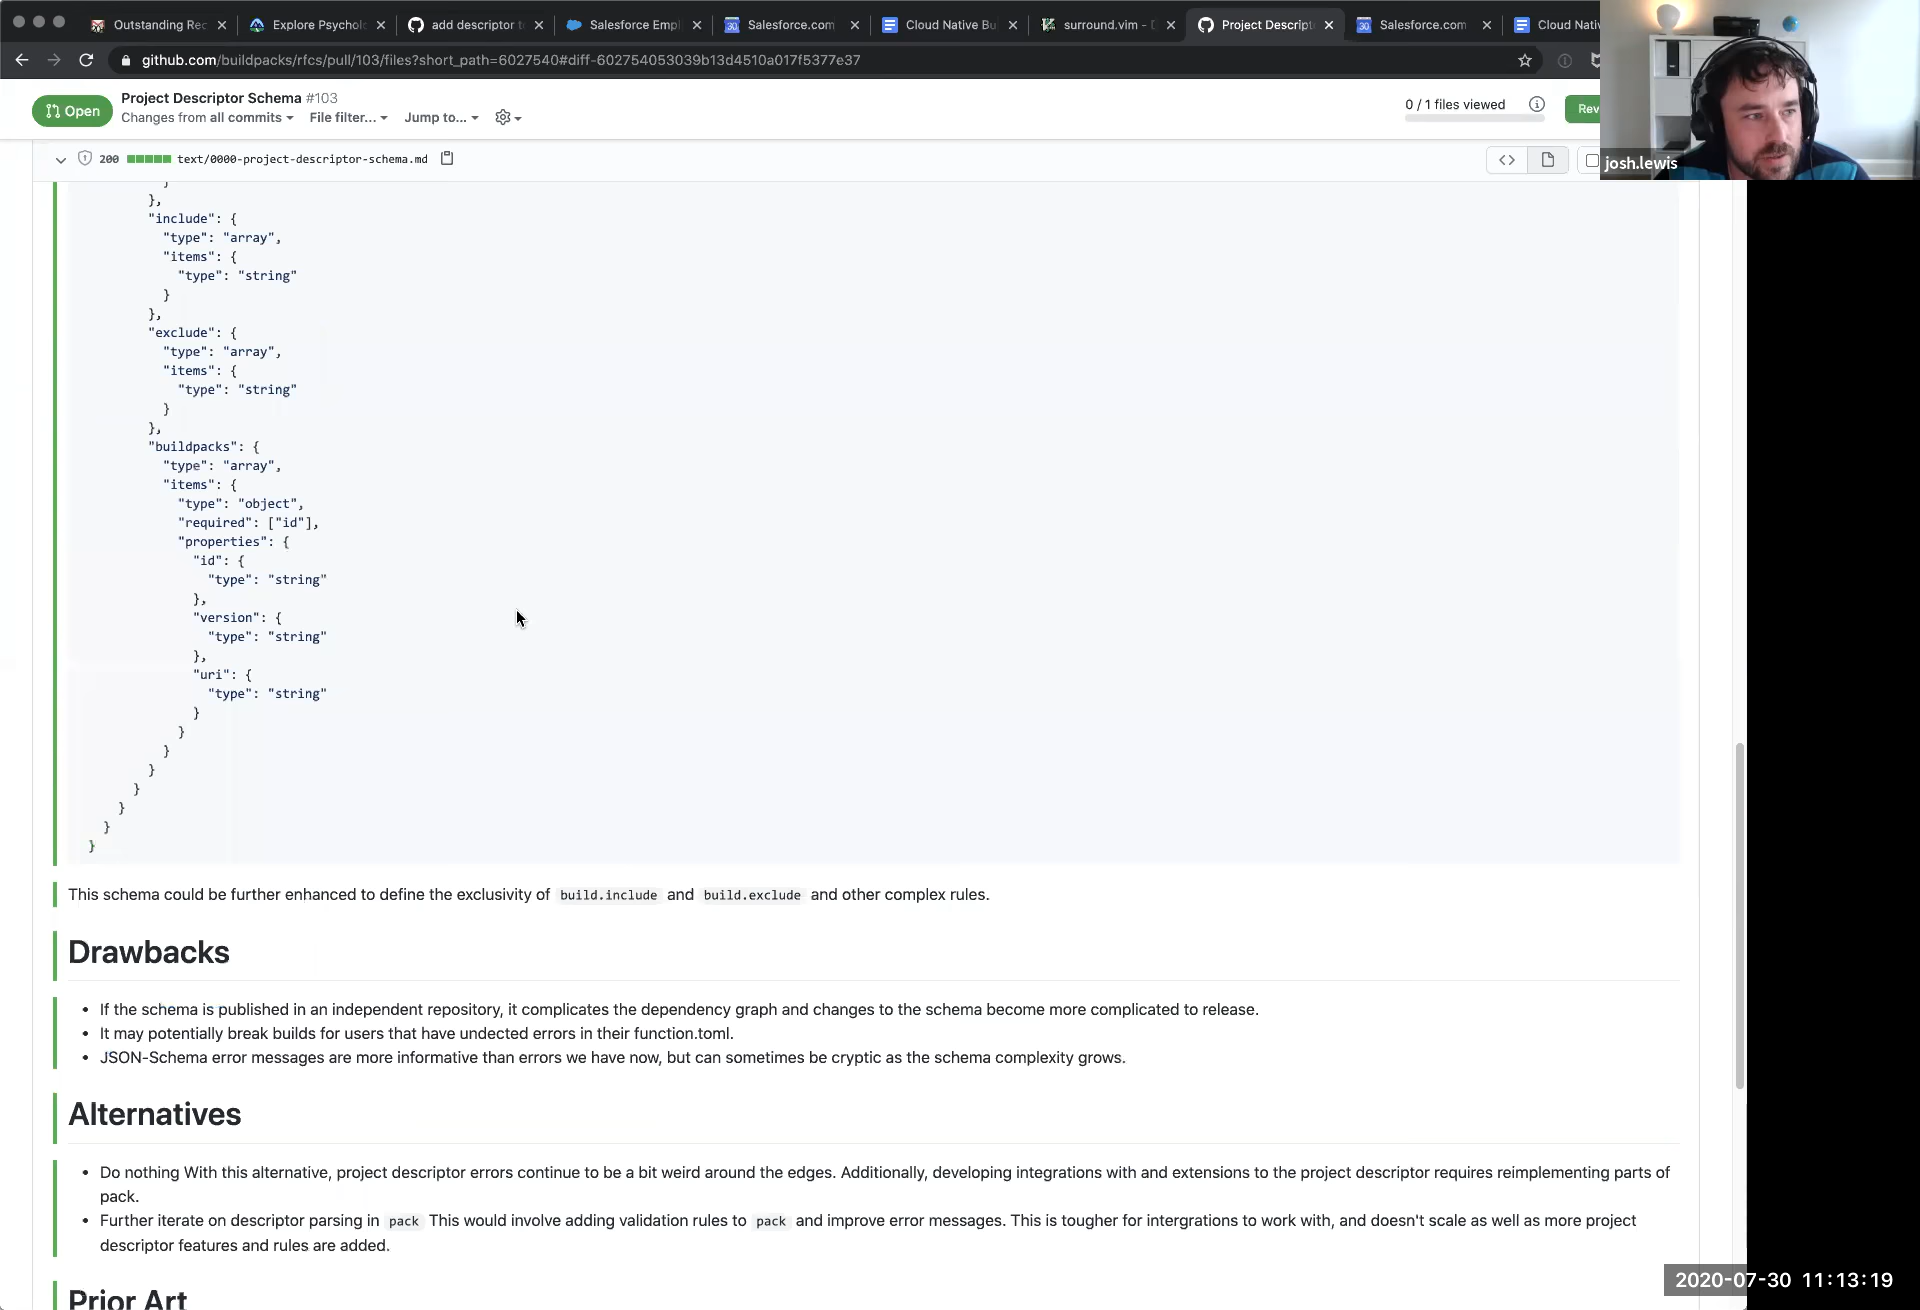 Outstanding Rec
Explore Psychol
add descriptor t
Salesforce Empl
Salesforce.com
Cloud Native Bu
surround.vim - D
Project Descript
Salesforce.com
Cloud Nati
github.com/buildpacks/rfcs/pull/103/files?short_path=6027540#diff-602754053039b13d4510a017f5377e37
Open
Project Descriptor Schema #103
Changes from all commits
File filter...
Jump to...
0 / 1 files viewed
Rev
josh.lewis
200 text/0000-project-descriptor-schema.md
}
},
"include": {
"type": "array",
"items": {
"type": "string"
}
},
"exclude": {
"type": "array",
"items": {
"type": "string"
}
},
"buildpacks": {
"type": "array",
"items": {
"type": "object",
"required": ["id"],
"properties": {
"id": {
"type": "string"
},
"version": {
"type": "string"
},
"uri": {
"type": "string"
}
}
}
}
}
}
}
}
This schema could be further enhanced to define the exclusivity of build.include and build.exclude and other complex rules.
Drawbacks
• If the schema is published in an independent repository, it complicates the dependency graph and changes to the schema become more complicated to release.
• It may potentially break builds for users that have undected errors in their function.toml.
• JSON-Schema error messages are more informative than errors we have now, but can sometimes be cryptic as the schema complexity grows.
Alternatives
• Do nothing With this alternative, project descriptor errors continue to be a bit weird around the edges. Additionally, developing integrations with and extensions to the project descriptor requires reimplementing parts of
pack.
• Further iterate on descriptor parsing in pack This would involve adding validation rules to pack and improve error messages. This is tougher for intergrations to work with, and doesn't scale as well as more project
descriptor features and rules are added.
Prior Art
2020-07-30 11:13:19